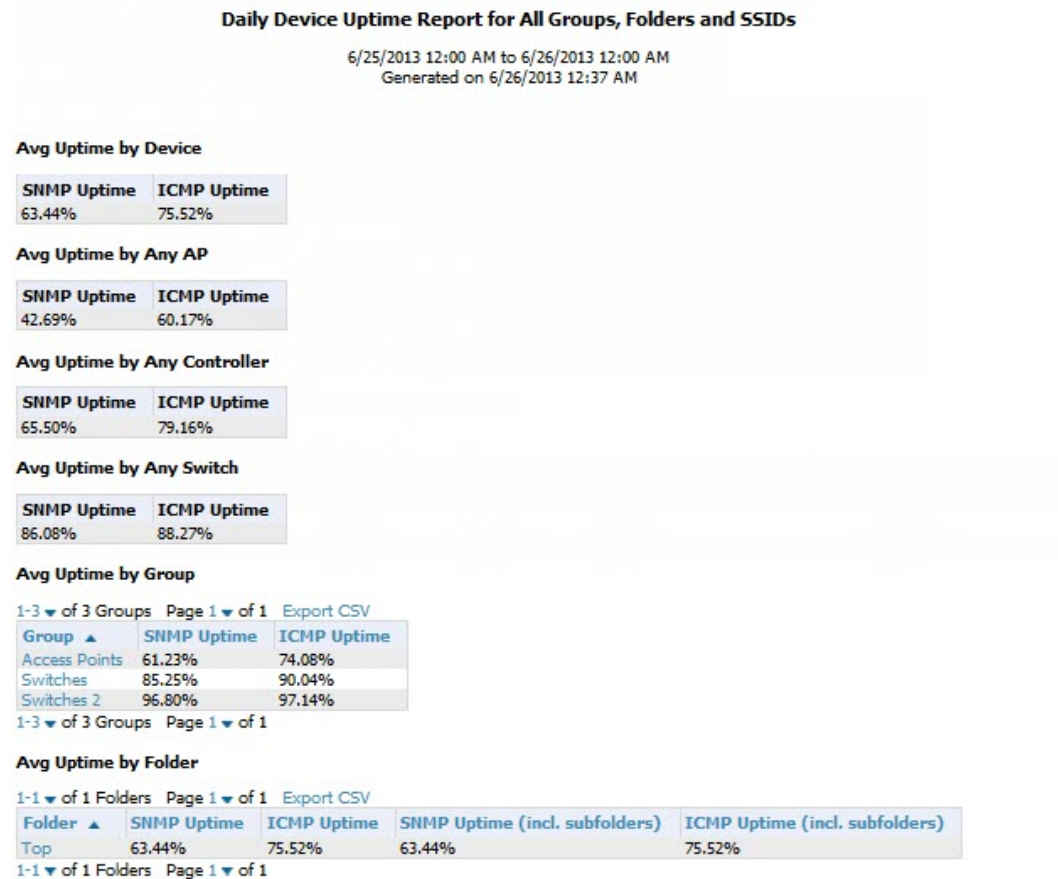 Daily Device Uptime Report for All Groups, Folders and SSIDs
6/25/2013 12:00 AM to 6/26/2013 12:00 AM
Generated on 6/26/2013 12:37 AM
Avg Uptime by Device
SNMP Uptime ICMP Uptime
63.44% 75.52%
Avg Uptime by Any AP
SNMP Uptime ICMP Uptime
42.69% 60.17%
Avg Uptime by Any Controller
SNMP Uptime ICMP Uptime
65.50% 79.16%
Avg Uptime by Any Switch
SNMP Uptime ICMP Uptime
86.08% 88.27%
Avg Uptime by Group
1-3 ▼ of 3 Groups Page 1 ▼ of 1 Export CSV
Group ▲ SNMP Uptime ICMP Uptime
Access Points 61.23% 74.08%
Switches 85.25% 90.04%
Switches 2 96.80% 97.14%
1-3 ▼ of 3 Groups Page 1 ▼ of 1
Avg Uptime by Folder
1-1 ▼ of 1 Folders Page 1 ▼ of 1 Export CSV
Folder ▲ SNMP Uptime ICMP Uptime SNMP Uptime (incl. subfolders) ICMP Uptime (incl. subfolders)
Top 63.44% 75.52% 63.44% 75.52%
1-1 ▼ of 1 Folders Page 1 ▼ of 1